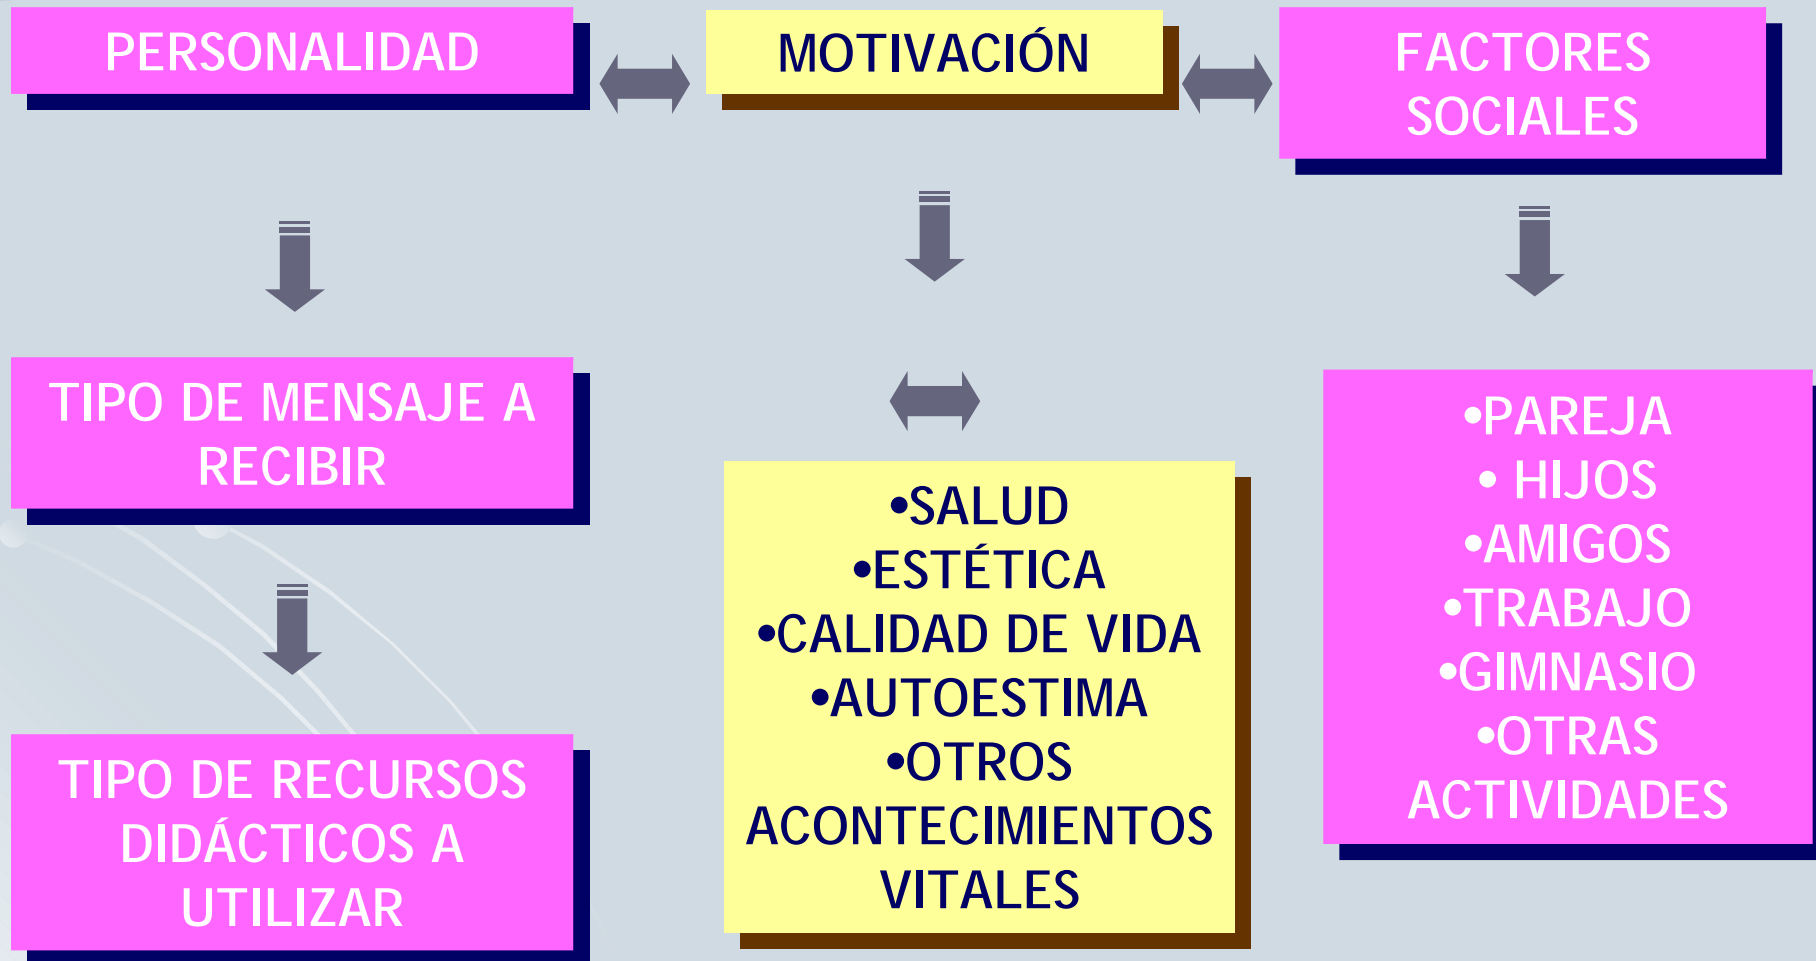 PERSONALIDAD
MOTIVACIÓN
FACTORES
SOCIALES
TIPO DE MENSAJE A
RECIBIR
TIPO DE RECURSOS
DIDÁCTICOS A
UTILIZAR
•SALUD
•ESTÉTICA
•CALIDAD DE VIDA
•AUTOESTIMA
•OTROS
ACONTECIMIENTOS
VITALES
•PAREJA
• HIJOS
•AMIGOS
•TRABAJO
•GIMNASIO
•OTRAS
ACTIVIDADES